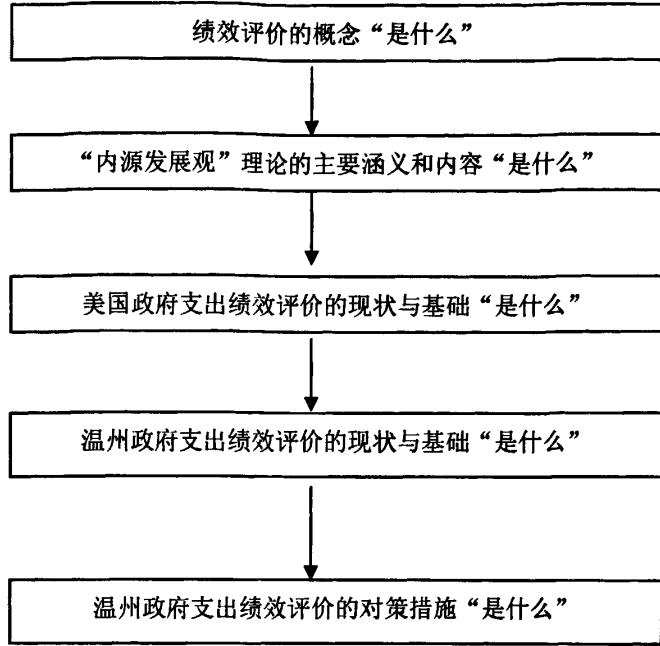 绩效评价的概念“是什么”
“内源发展观”理论的主要涵义和内容“是什么”
美国政府支出绩效评价的现状与基础“是什么”
温州政府支出绩效评价的现状与基础“是什么”
温州政府支出绩效评价的对策措施“是什么”